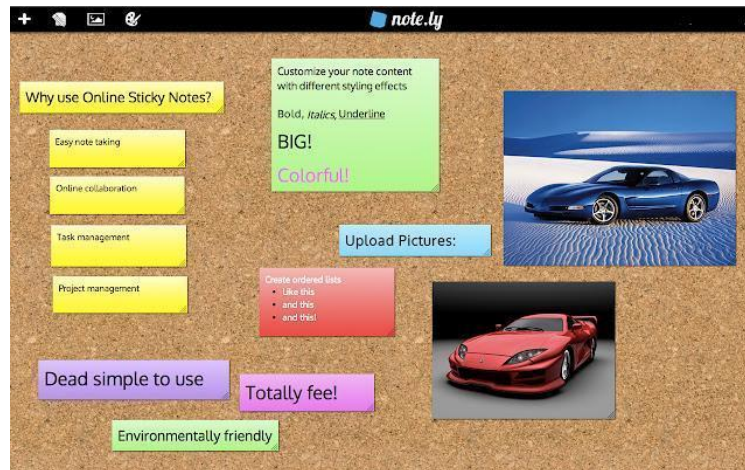 note.ly
Why use Online Sticky Notes?
Easy note taking
Online collaboration
Task management
Project management
Customize your note content
with different styling effects
Bold, Italics, Underline
BIG!
Colorful!
Upload Pictures:
Create ordered lists
• Like this
• and this
• and this!
Dead simple to use
Totally fee!
Environmentally friendly